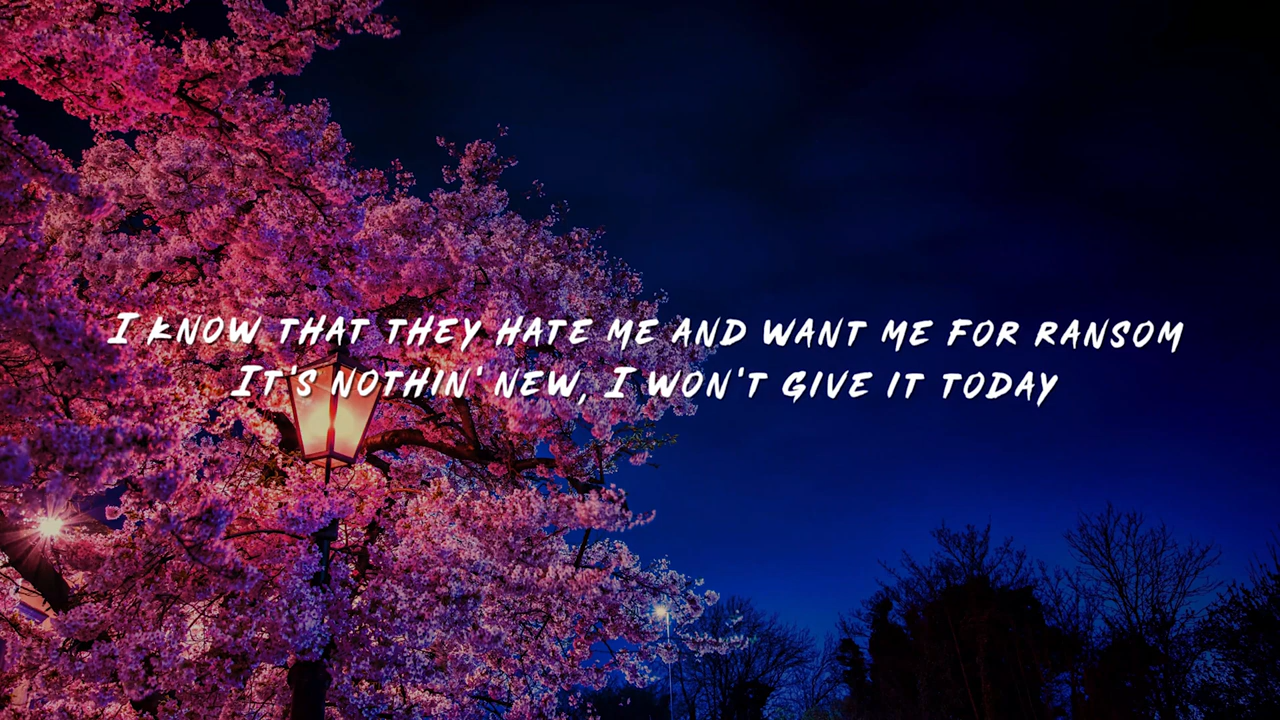 I KNOW THAT THEY HATE ME AND WANT ME FOR RANSOM
IT'S NOTHIN' NEW, I WON'T GIVE IT TODAY